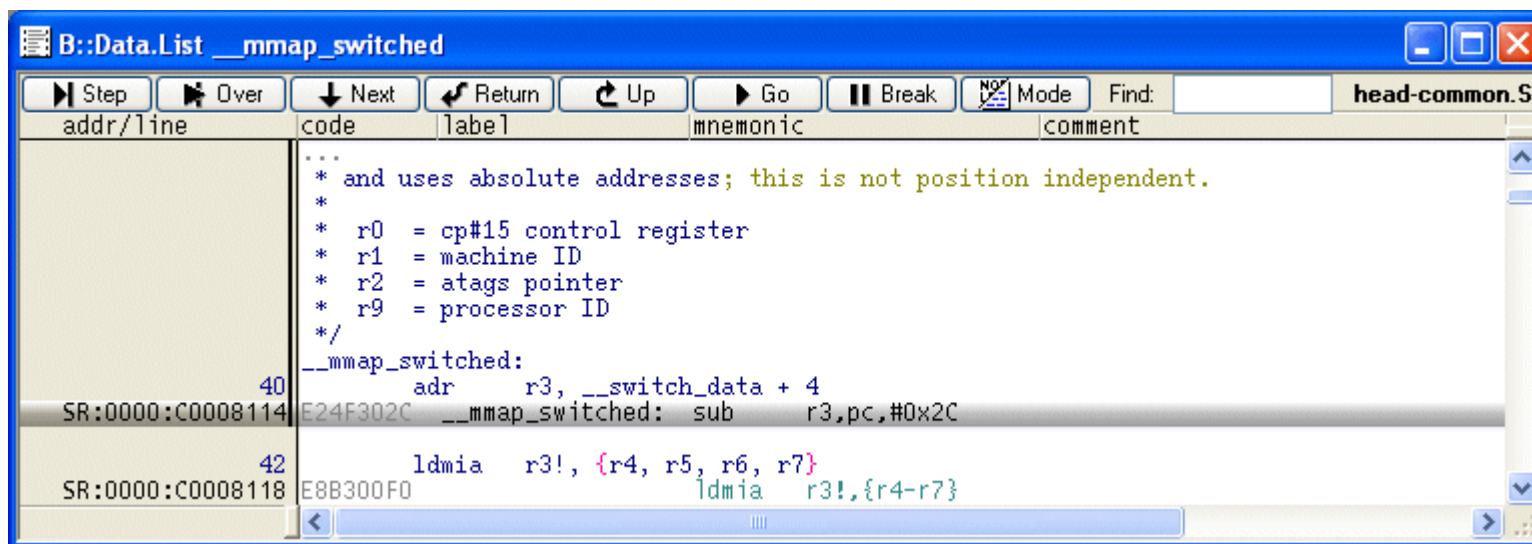 B::Data.List __mmap_switched
Step Over Next Return Up Go Break Mode Find: head-common.S
addr/line code label mnemonic comment
...
* and uses absolute addresses; this is not position independent.
*
* r0 = cp#15 control register
* r1 = machine ID
* r2 = atags pointer
* r9 = processor ID
*/
__mmap_switched:
40 adr r3, __switch_data + 4
SR:0000:C0008114 E24F302C __mmap_switched: sub r3,pc,#0x2C
42 ldmia r3!, {r4, r5, r6, r7}
SR:0000:C0008118 E8B300F0 ldmia r3!,{r4-r7}